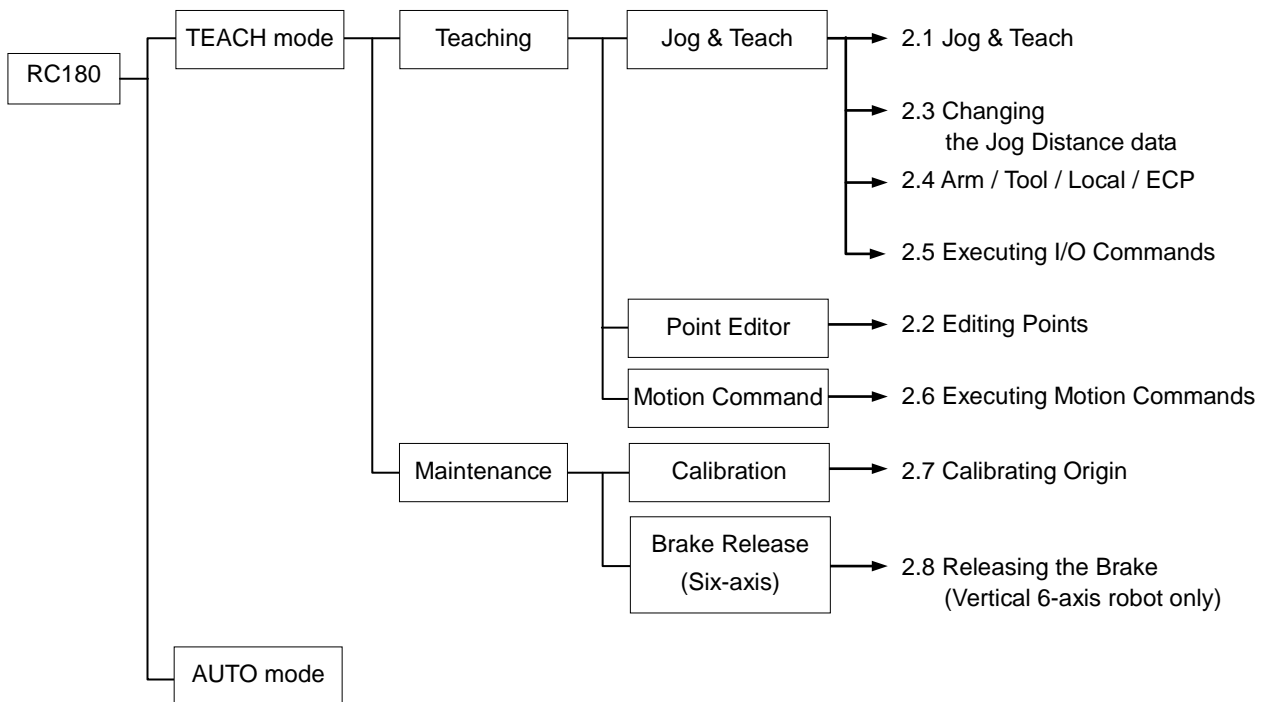 RC180
TEACH mode
Teaching
Jog & Teach
2.1 Jog & Teach
2.3 Changing
the Jog Distance data
2.4 Arm / Tool / Local / ECP
2.5 Executing I/O Commands
Point Editor
2.2 Editing Points
Motion Command
2.6 Executing Motion Commands
Maintenance
Calibration
2.7 Calibrating Origin
Brake Release
(Six-axis)
2.8 Releasing the Brake
(Vertical 6-axis robot only)
AUTO mode